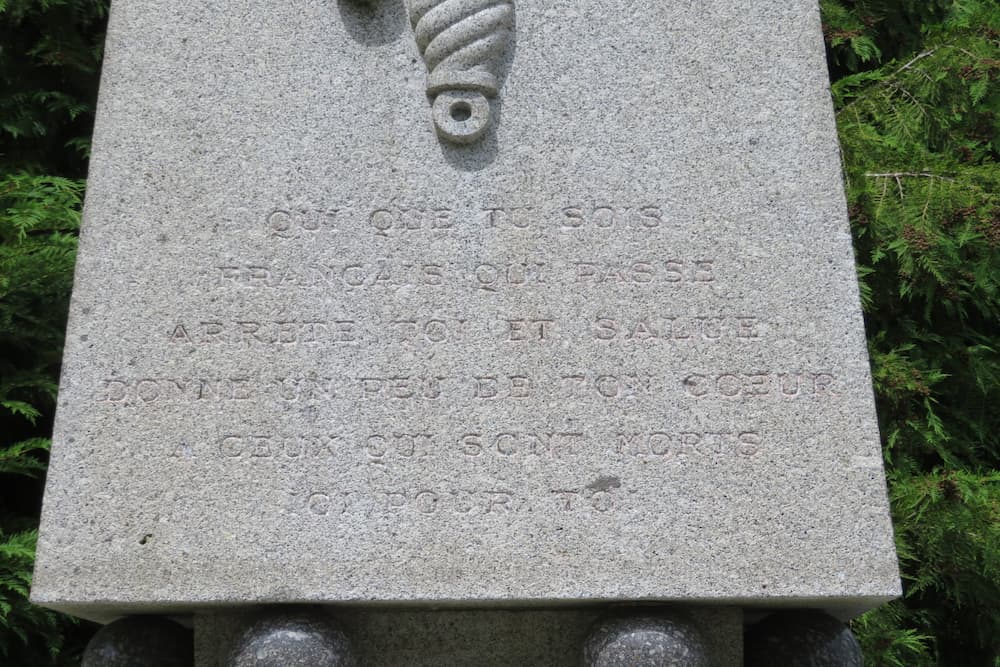 QUI QUE TU SOIS
FRANÇAIS QUI PASSE
ARRÊTE TOI ET SALUE
DONNE UN PEU DE TON COEUR
A CEUX QUI SONT MORTS
ICI POUR TOI